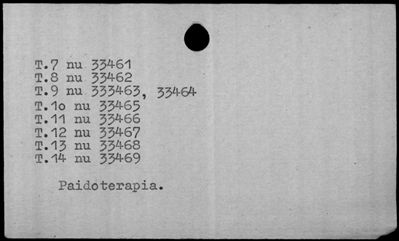 T.7 nu 33461
T.8 nu 33462
T.9 nu 333463, 33464
T.1o nu 33465
T.11 nu 33466
T.12 nu 33467
T.13 nu 33468
T.14 nu 33469
Paidoterapia.